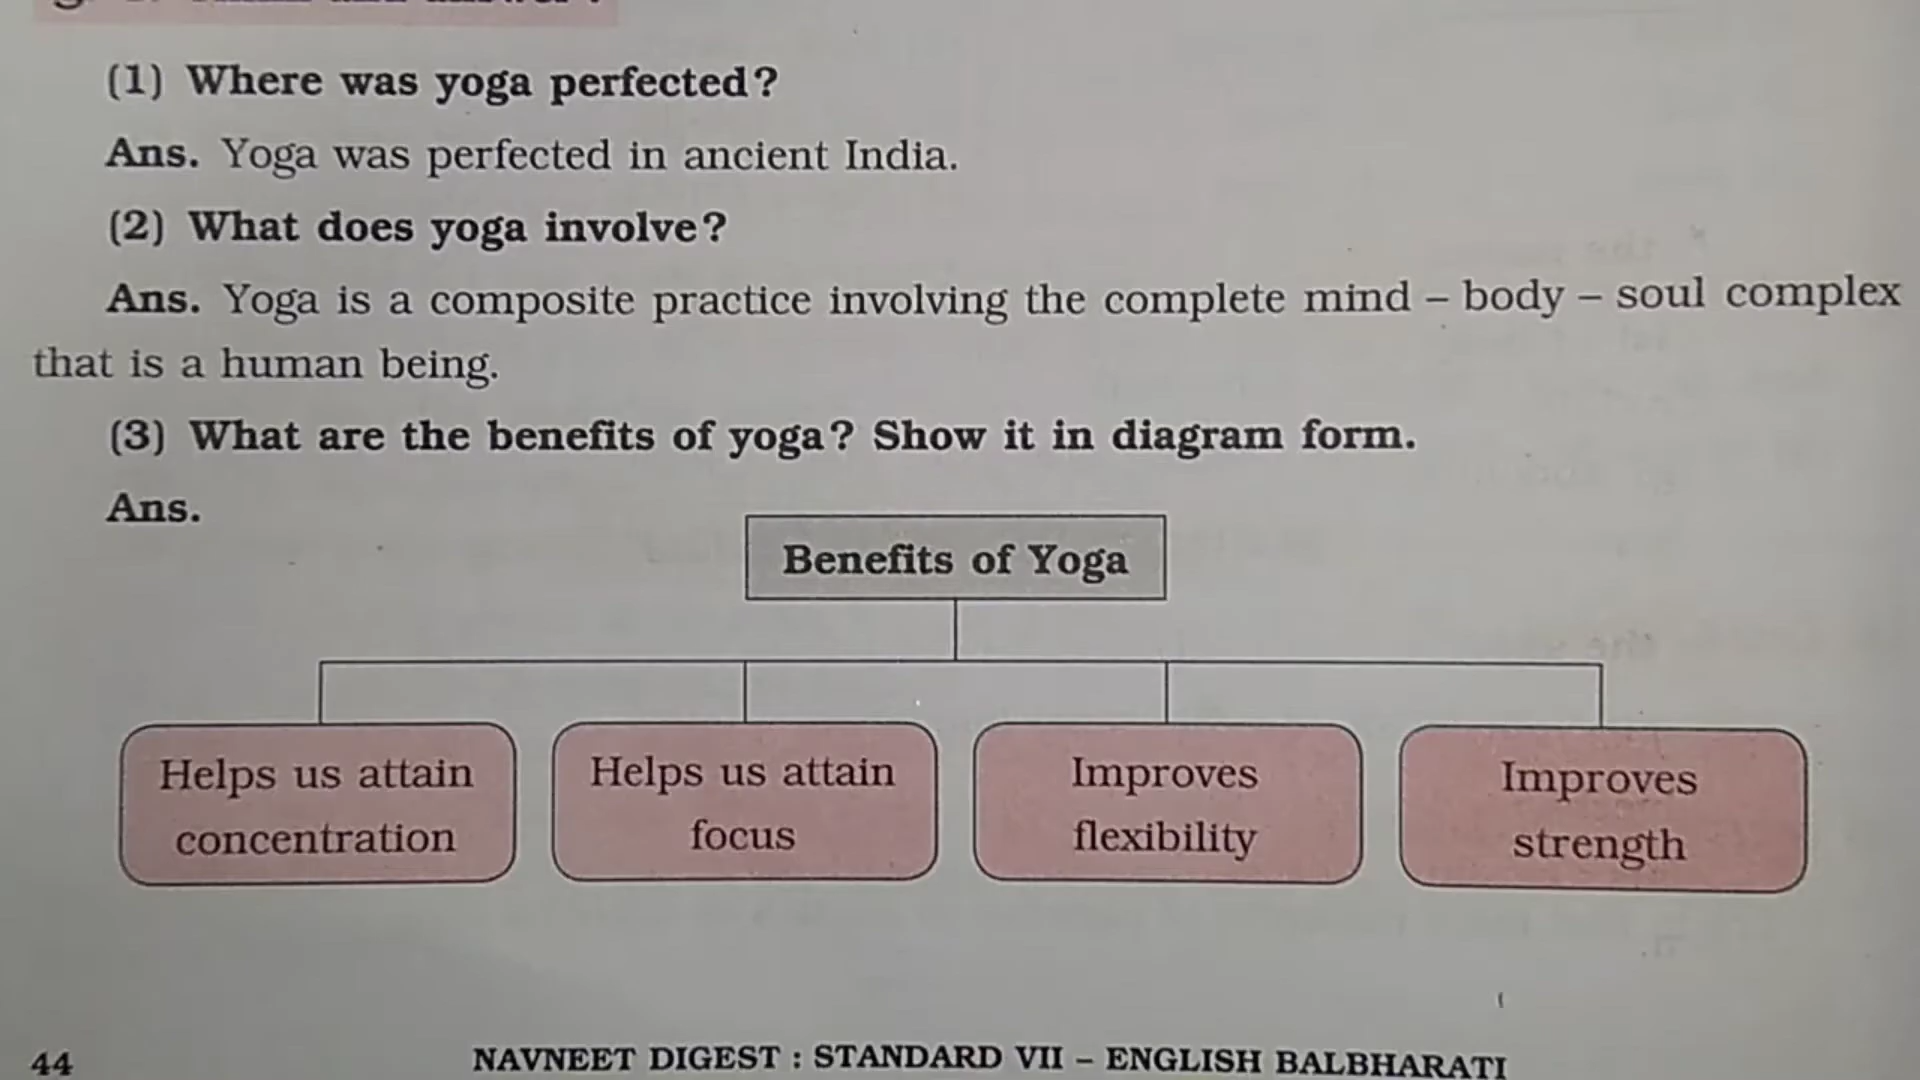 (1) Where was yoga perfected?
Ans. Yoga was perfected in ancient India.
(2) What does yoga involve?
Ans. Yoga is a composite practice involving the complete mind – body – soul complex
that is a human being.
(3) What are the benefits of yoga? Show it in diagram form.
Ans.
Benefits of Yoga
Helps us attain
concentration
Helps us attain
focus
Improves
flexibility
Improves
strength
44
NAVNEET DIGEST : STANDARD VII – ENGLISH BALBHARATI